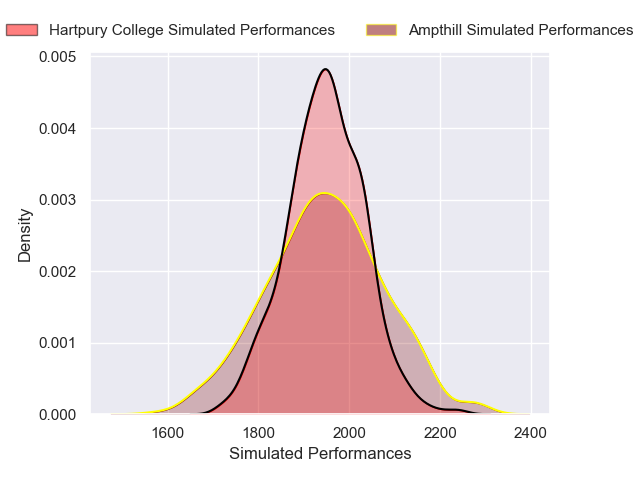 Hartpury College Simulated Performances
Ampthill Simulated Performances
0.005
0.004
0.003
0.002
0.001
0.000
Density
1600 1800 2000 2200 2400
Simulated Performances